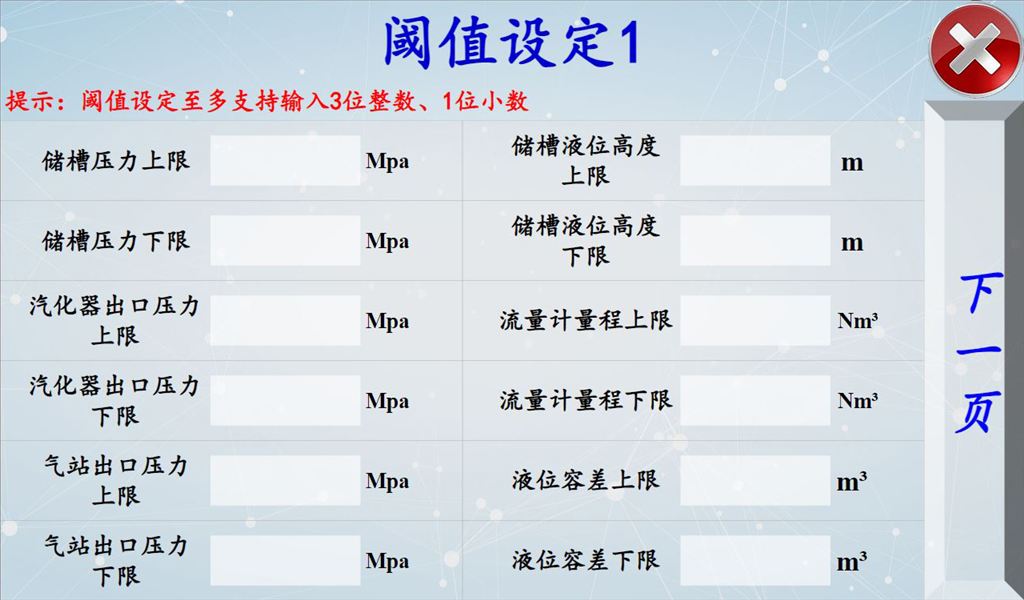 阈值设定1
提示：阈值设定至多支持输入3位整数、1位小数
储槽压力上限 Mpa
储槽液位高度
上限 m
储槽压力下限 Mpa
储槽液位高度
下限 m
汽化器出口压力
上限 Mpa
流量计量程上限 Nm³
汽化器出口压力
下限 Mpa
流量计量程下限 Nm³
气站出口压力
上限 Mpa
液位容差上限 m³
气站出口压力
下限 Mpa
液位容差下限 m³
下一页